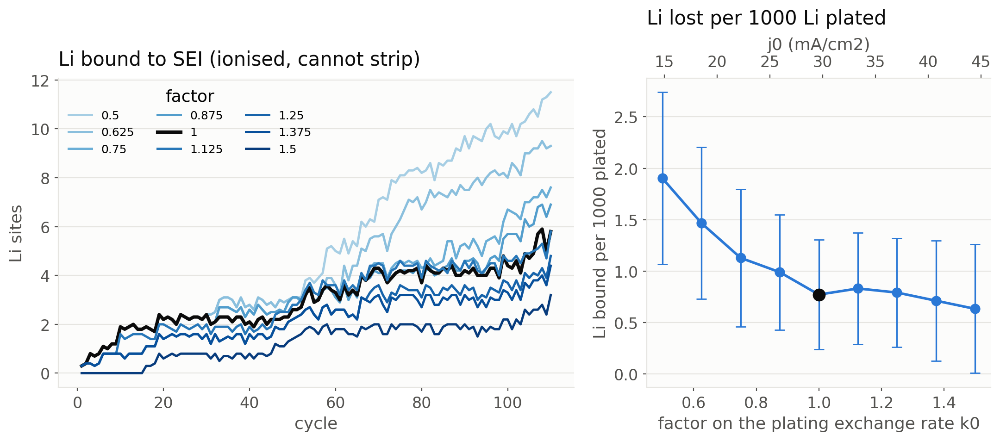 Li bound to SEI (ionised, cannot strip)
factor
0.5
0.625
0.75
0.875
1
1.125
1.25
1.375
1.5
12
10
8
6
4
2
0
Li sites
0 20 40 60 80 100
cycle
Li lost per 1000 Li plated
j0 (mA/cm2)
15 20 25 30 35 40 45
2.5
2.0
1.5
1.0
0.5
0.0
Li bound per 1000 plated
0.6 0.8 1.0 1.2 1.4
factor on the plating exchange rate k0